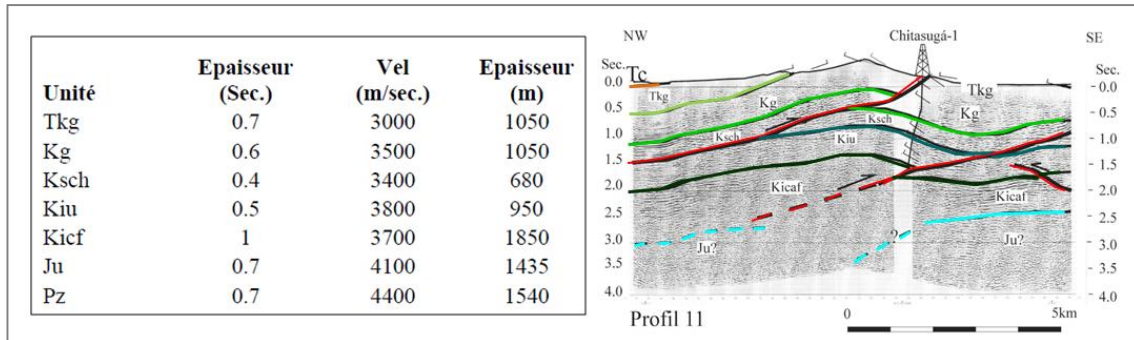 Unité Epaisseur (Sec.) Vel (m/sec.) Epaisseur (m)
Tkg 0.7 3000 1050
Kg 0.6 3500 1050
Ksch 0.4 3400 680
Kiu 0.5 3800 950
Kicf 1 3700 1850
Ju 0.7 4100 1435
Pz 0.7 4400 1540
NW Chitasugá-1 SE
Sec. Sec.
0.0 Tc 0.0
Tkg Tkg
0.5 Kg Kg 0.5
Ksch Ksch
1.0 Kiu 1.0
1.5 1.5
2.0 Kicaf Kicaf 2.0
2.5 2.5
3.0 Ju? ? Ju? 3.0
3.5 3.5
4.0 4.0
Profil 11 0 5km